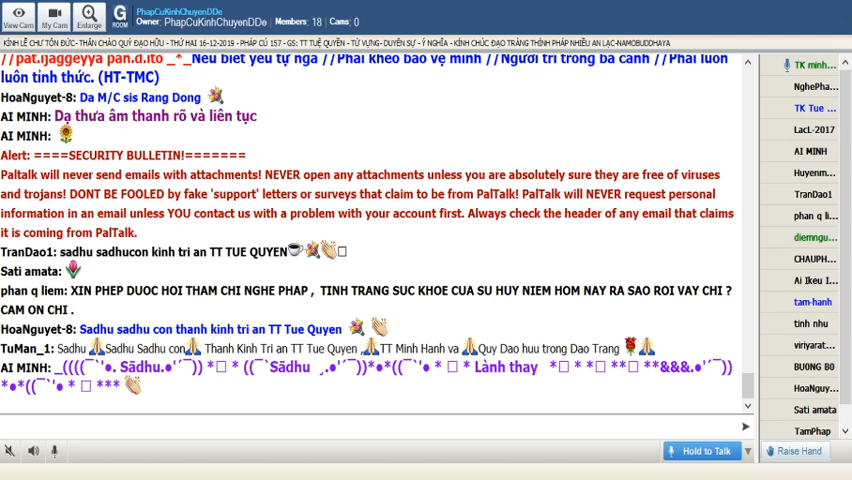 View Cam
My Cam
Enlarge
G ROOM
PhapCuKinhChuyenDDe
Owner: PhapCuKinhChuyenDDe / Members: 18 / Cams: 0
KÍNH LỄ CHƯ TÔN ĐỨC- THÂN CHÀO QUÝ ĐẠO HỮU - THỨ HAI 16-12-2019 - PHÁP CÚ 157 - GS: TT TUỆ QUYỀN - TỪ VỰNG- DUYÊN SỰ - Ý NGHĨA - KÍNH CHÚC ĐẠO TRÀNG THÍNH PHÁP NHIỀU AN LẠC-NAMOBUDDHAYA
//paṭ.ijaggeyya pan.d.ito _*_Nếu biết yêu tự ngã //Phải khéo bảo vệ mình //Người trí trong ba canh //Phải luôn
luôn tỉnh thức. (HT-TMC)
HoaNguyet-8: Da M/C sis Rang Dong
AI MINH: Dạ thưa âm thanh rõ và liên tục
AI MINH:
Alert: ====SECURITY BULLETIN!=======
Paltalk will never send emails with attachments! NEVER open any attachments unless you are absolutely sure they are free of viruses
and trojans! DONT BE FOOLED by fake 'support' letters or surveys that claim to be from PalTalk! PalTalk will NEVER request personal
information in an email unless YOU contact us with a problem with your account first. Always check the header of any email that claims
it is coming from PalTalk.
TranDao1: sadhu sadhucon kinh tri an TT TUE QUYEN
Sati amata:
phan q liem: XIN PHEP DUOC HOI THAM CHI NGHE PHAP , TINH TRANG SUC KHOE CUA SU HUY NIEM HOM NAY RA SAO ROI VAY CHI ?
CAM ON CHI .
HoaNguyet-8: Sadhu sadhu con thanh kinh tri an TT Tue Quyen
TuMan_1: Sadhu 🙏Sadhu Sadhu con🙏 Thanh Kinh Tri an TT Tue Quyen ,🙏TT Minh Hanh va 🙏Quy Dao huu trong Dao Trang 🌹🙏
AI MINH: _((((¯`'•. Sādhu.•'´¯)) *□ * ((¯`Sādhu ¸.•'´¯)*•*((¯`'• * □ * Lành thay *□ * *□ **□ **&&&.•'´¯))
*•*((¯`'• * □ ***
Hold to Talk
Raise Hand
TK minh...
NghePha...
TK Tue ...
LacL-2017
AI MINH
Huyenm...
TranDao1
phan q li...
diemngu...
CHAUPH...
Ai Ikeu I...
tam-hanh
tinh nhu
viriyarat...
BU0NG B0
HoaNguy...
Sati amata
TamPhap